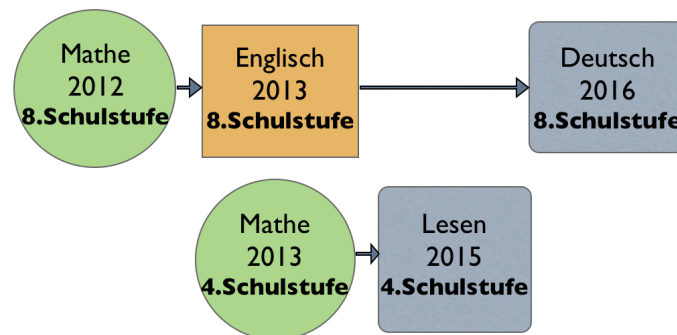 Mathe
2012
8.Schulstufe
Englisch
2013
8.Schulstufe
Deutsch
2016
8.Schulstufe
Mathe
2013
4.Schulstufe
Lesen
2015
4.Schulstufe